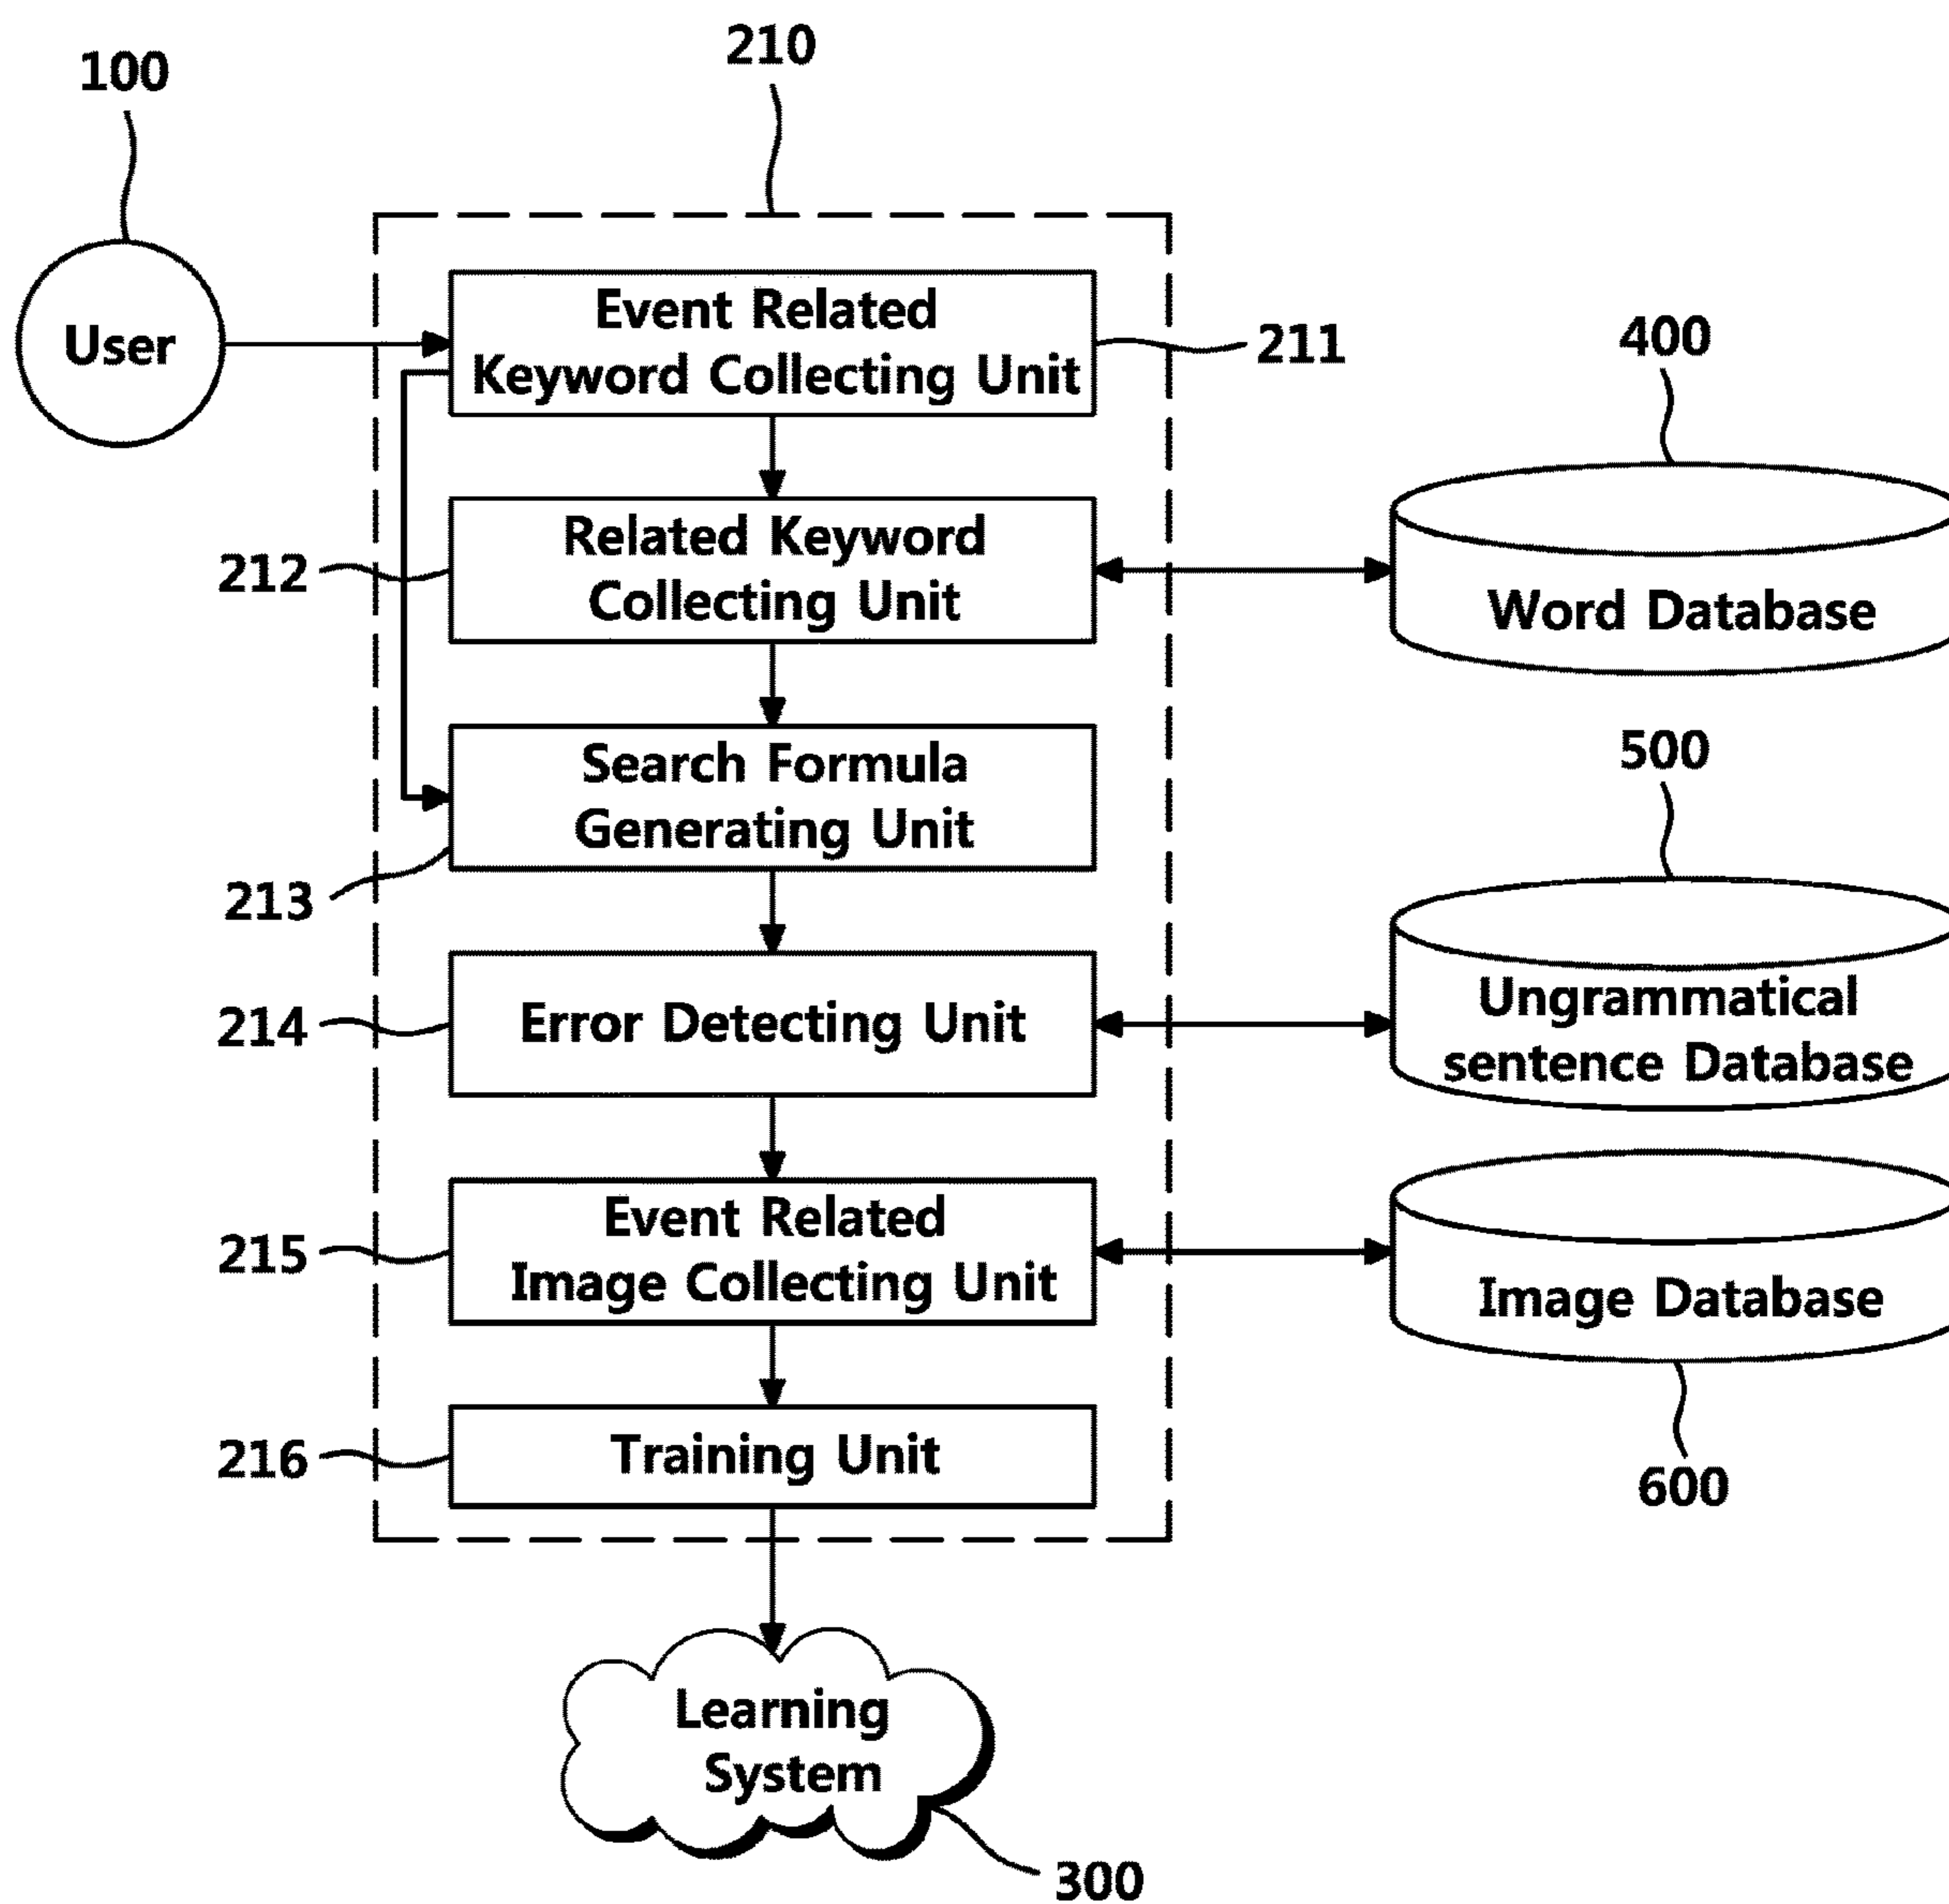 210
100
Event Related
Keyword Collecting Unit
User
211
400
Related Keyword
Collecting Unit
212
Word Database
Search Formula
Generating Unit
500
213
Error Detecting Unit
214
Ungrammatical
sentence Database
Event Related
Image Collecting Unit
215
Image Database
Training Unit
216
600
Learning
System
300